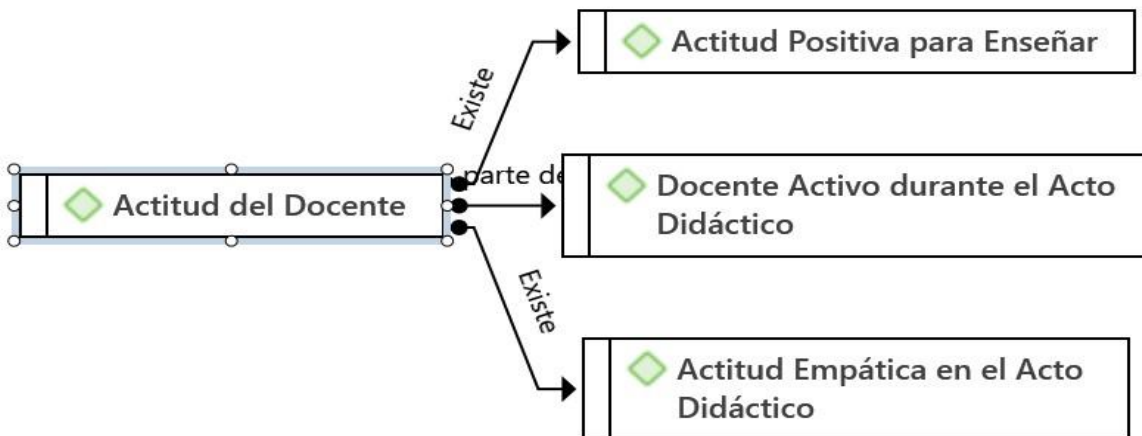 Actitud Positiva para Enseñar
Existe
parte de
Actitud del Docente
Docente Activo durante el Acto
Didáctico
Existe
Actitud Empática en el Acto
Didáctico